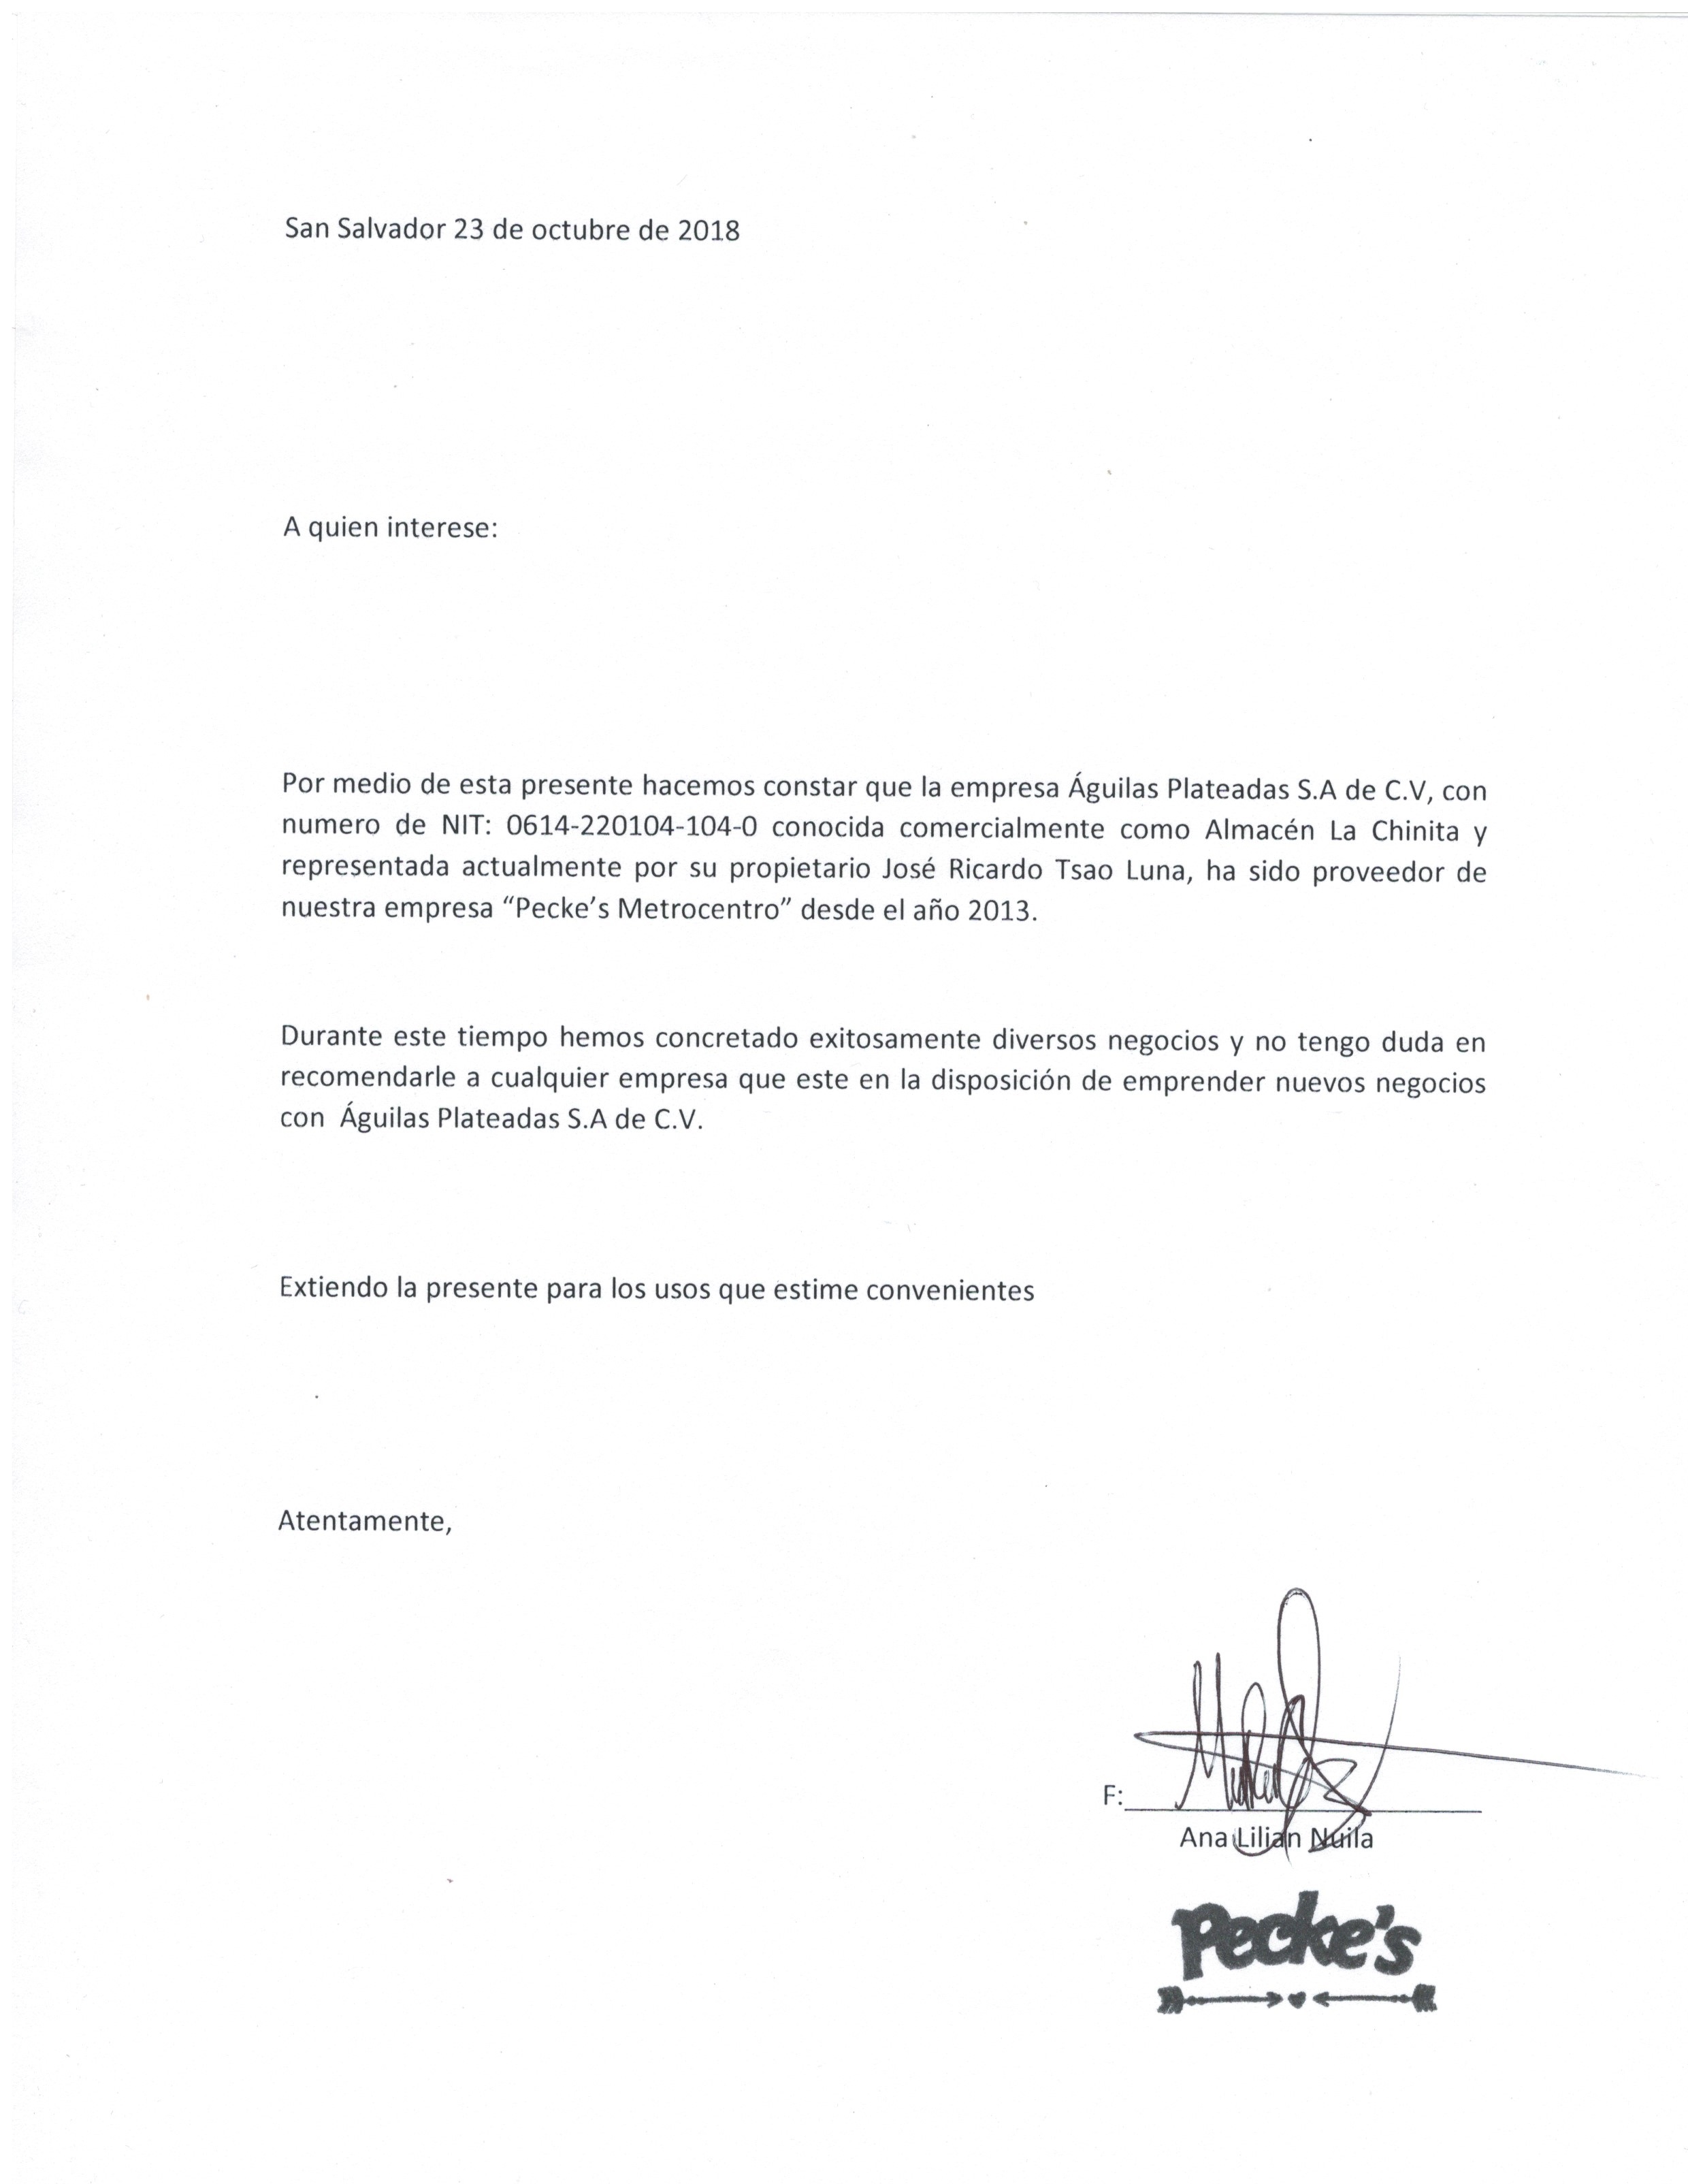 San Salvador 23 de octubre de 2018
A quien interese:
Por medio de esta presente hacemos constar que la empresa Águilas Plateadas S.A de C.V, con
numero de NIT: 0614-220104-104-0 conocida comercialmente como Almacén La Chinita y
representada actualmente por su propietario José Ricardo Tsao Luna, ha sido proveedor de
nuestra empresa “Pecke’s Metrocentro” desde el año 2013.
Durante este tiempo hemos concretado exitosamente diversos negocios y no tengo duda en
recomendarle a cualquier empresa que este en la disposición de emprender nuevos negocios
con  Águilas Plateadas S.A de C.V.
Extiendo la presente para los usos que estime convenientes
Atentamente,
F:
Ana Lilian Nuila
Pecke's